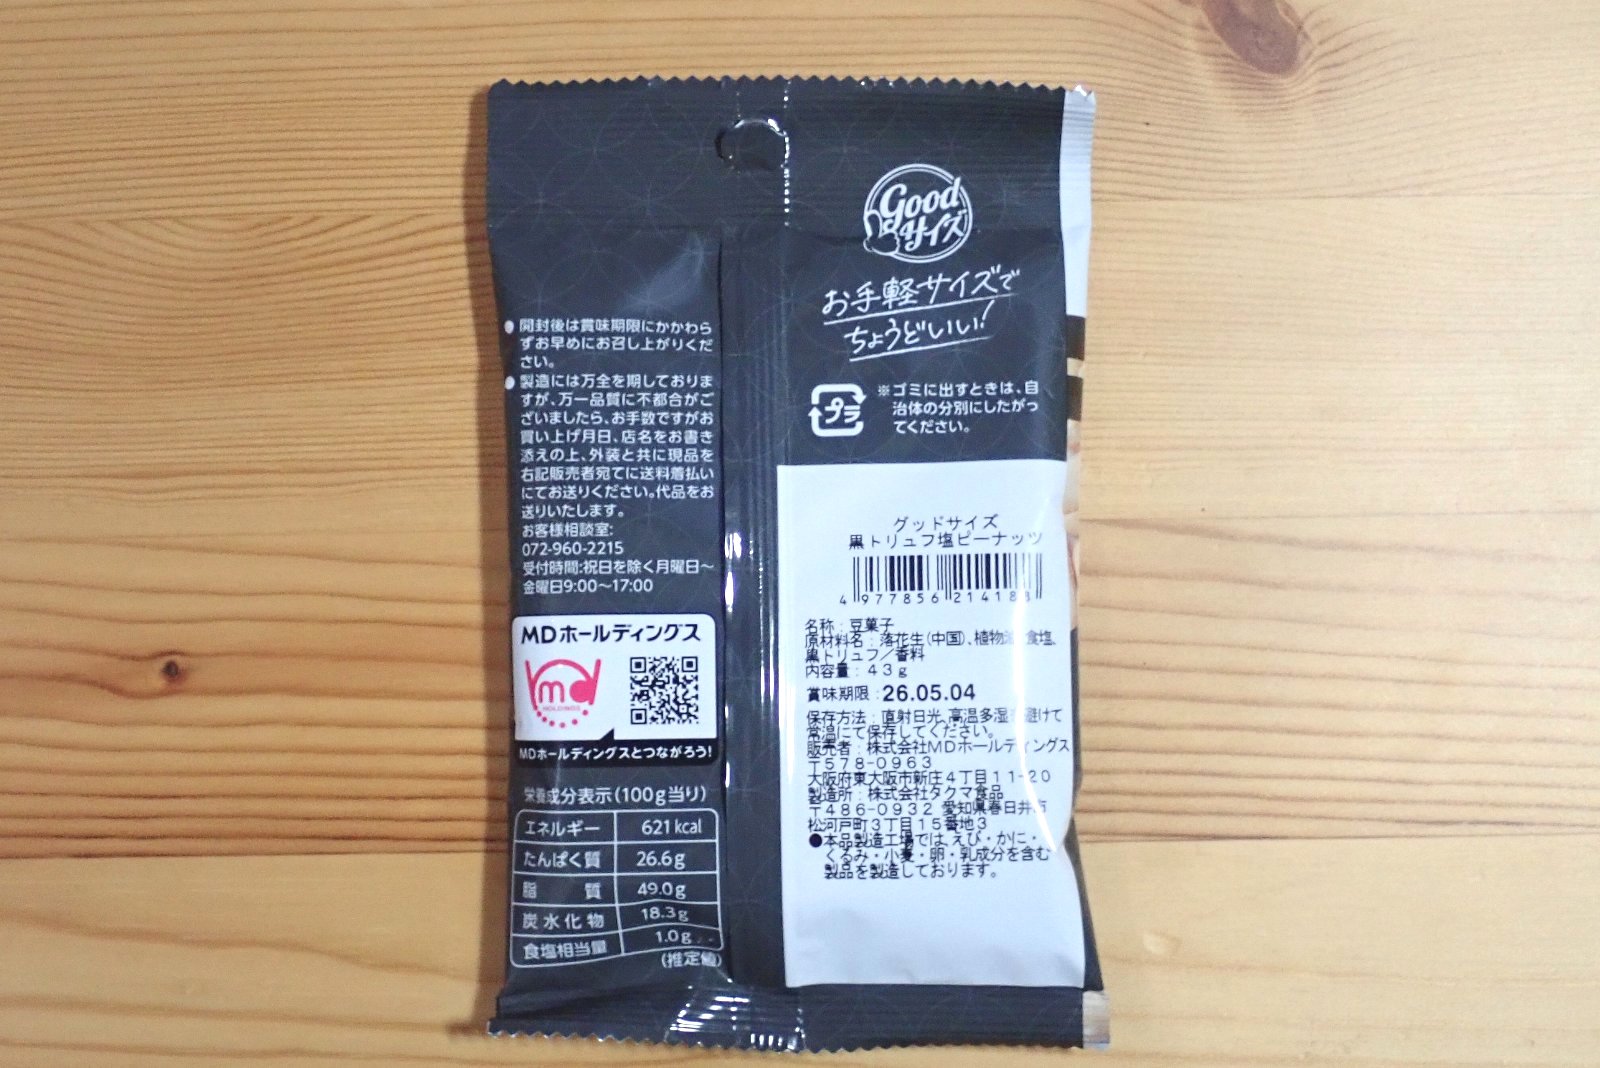 Good
サイズ
お手軽サイズで
ちょうどいい!
プラ
※ゴミに出すときは、自
治体の分別にしたがっ
てください。
●開封後は賞味期限にかかわら
ずお早めにお召し上がりくだ
さい。
●製造には万全を期しておりま
すが、万一品質に不都合がご
ざいましたら、お手数ですがお
買い上げ月日、店名をお書き
添えの上、外装と共に現品を
右記販売者宛てに送料着払い
にてお送りください。代品をお
送りいたします。
お客様相談室:
072-960-2215
受付時間:祝日を除く月曜日〜
金曜日9:00〜17:00
MDホールディングス
md
HOLDINGS
MDホールディングスとつながろう!
栄養成分表示(100g当り)
エネルギー 621kcal
たんぱく質 26.6g
脂質 49.0g
炭水化物 18.3g
食塩相当量 1.0g
(推定値)
グッドサイズ
黒トリュフ塩ピーナッツ
4 977856 214188
名称:豆菓子
原材料名:落花生(中国)、植物 食塩、
黒トリュフ/香料
内容量:43g
賞味期限:26.05.04
保存方法:直射日光、高温多湿を避けて
常温にて保存してください。
販売者:株式会社MDホールディングス
〒578-0963
大阪府東大阪市新庄4丁目11-20
製造所:株式会社タクマ食品
〒486-0932 愛知県春日井市
松河戸町3丁目15番地3
●本品製造工場では、えび・かに・
くるみ・小麦・卵・乳成分を含む
製品を製造しております。